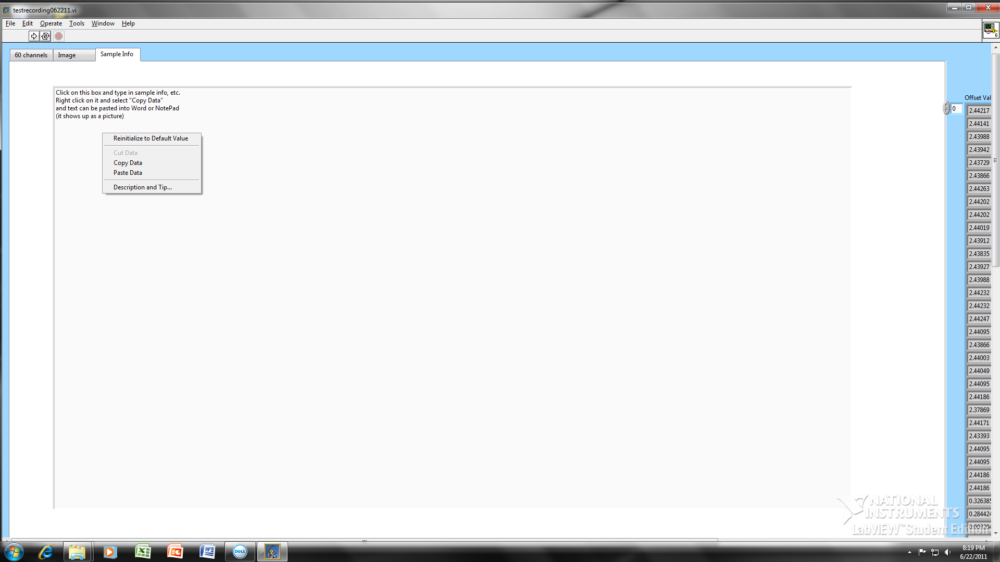 testrecording062211.vi
File Edit Operate Tools Window Help
6
60 channels Image Sample Info
Click on this box and type in sample info, etc.
Right click on it and select "Copy Data"
and text can be pasted into Word or NotePad
(it shows up as a picture)
Reinitialize to Default Value
Cut Data
Copy Data
Paste Data
Description and Tip...
Offset Val
0
2.44217
2.44141
2.43988
2.43942
2.43729
2.43866
2.44263
2.44202
2.44202
2.44019
2.43912
2.43835
2.43927
2.43988
2.44232
2.44232
2.44247
2.44095
2.43866
2.44003
2.44049
2.44095
2.44186
2.37869
2.44171
2.43393
2.44095
2.44095
2.44186
2.44186
0.326385
0.284424
0.003204
NATIONAL
INSTRUMENTS™
LabVIEW™ Student Edition
DELL
8:19 PM
6/22/2011